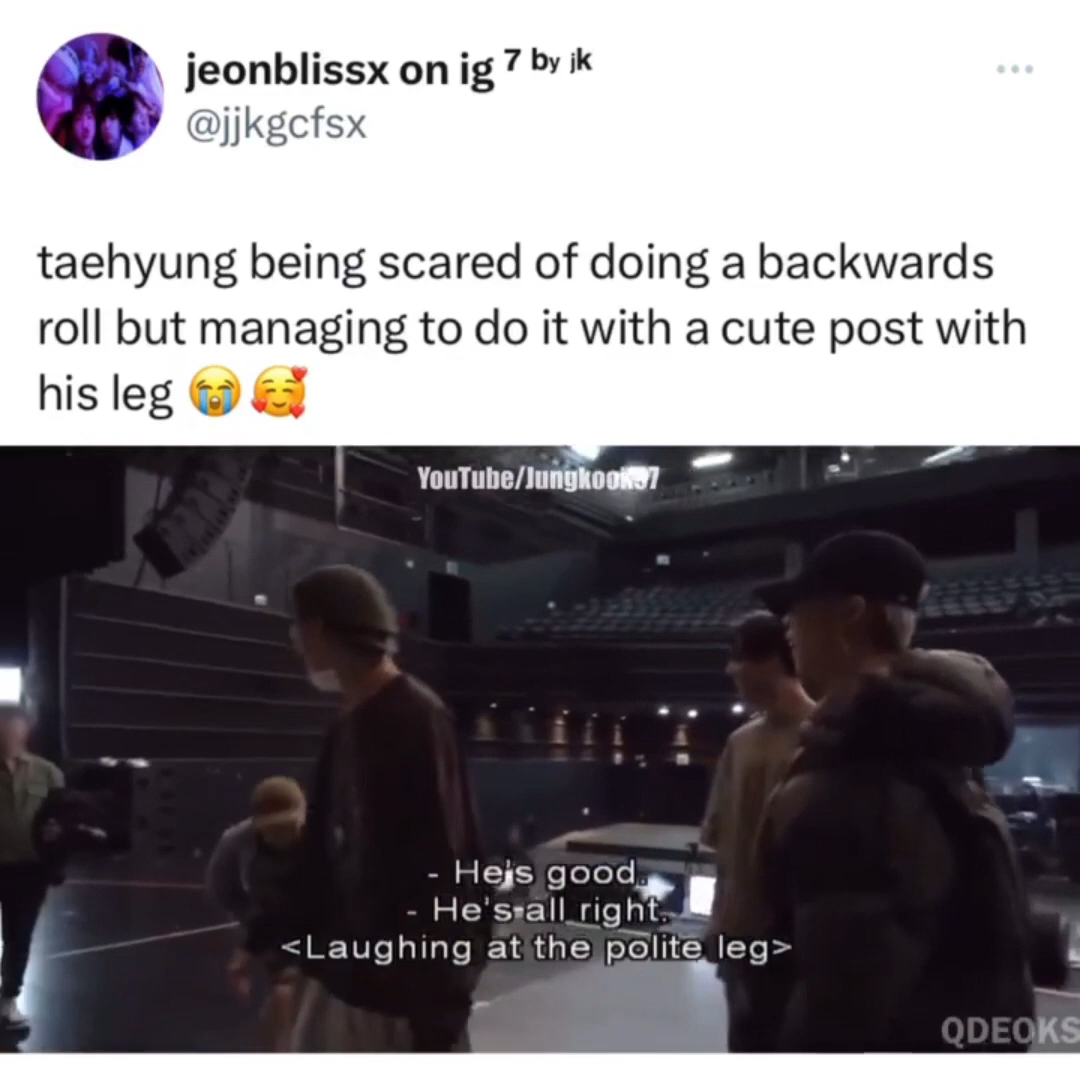 jeonblissx on ig 7 by jk
@jjkgcfsx
taehyung being scared of doing a backwards
roll but managing to do it with a cute post with
his leg 😭🥰
YouTube/Jungkook97
- He's good.
- He's all right.
<Laughing at the polite leg>
QDEOKS